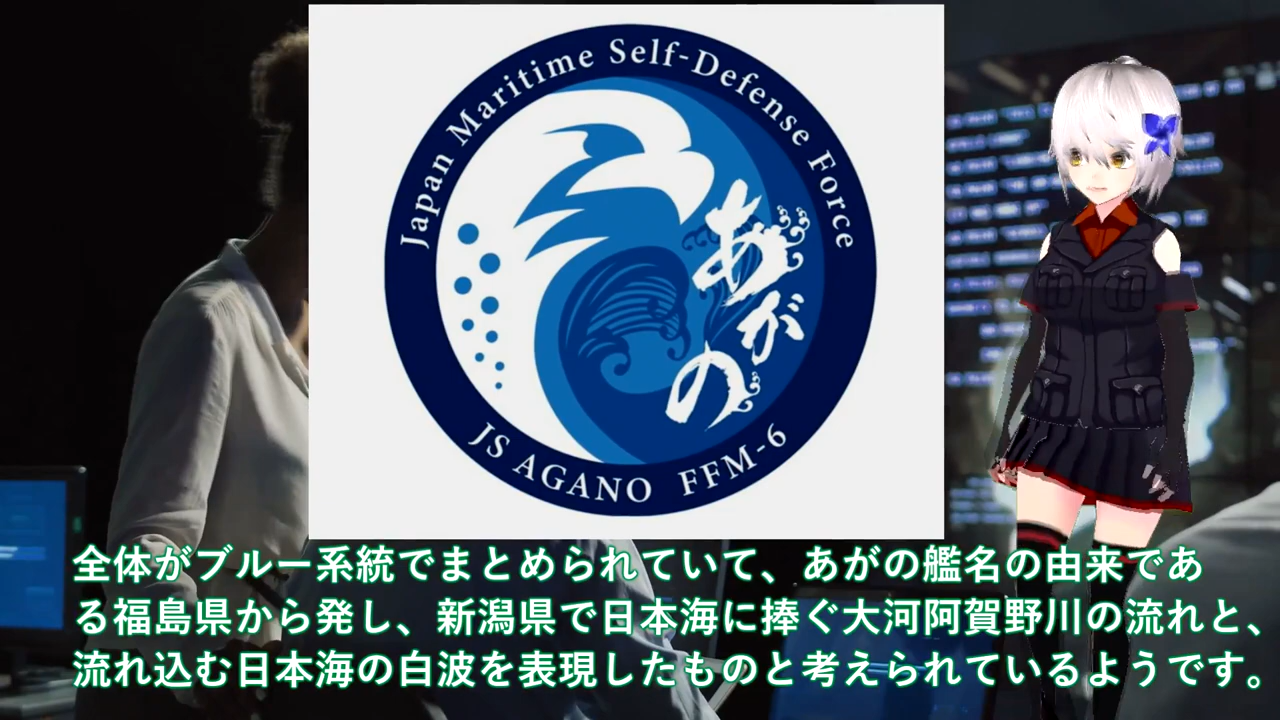 Japan Maritime Self-Defense Force
あがの
JS AGANO FFM-6
全体がブルー系統でまとめられていて、あがの艦名の由来であ
る福島県から発し、新潟県で日本海に捧ぐ大河阿賀野川の流れと、
流れ込む日本海の白波を表現したものと考えられているようです。